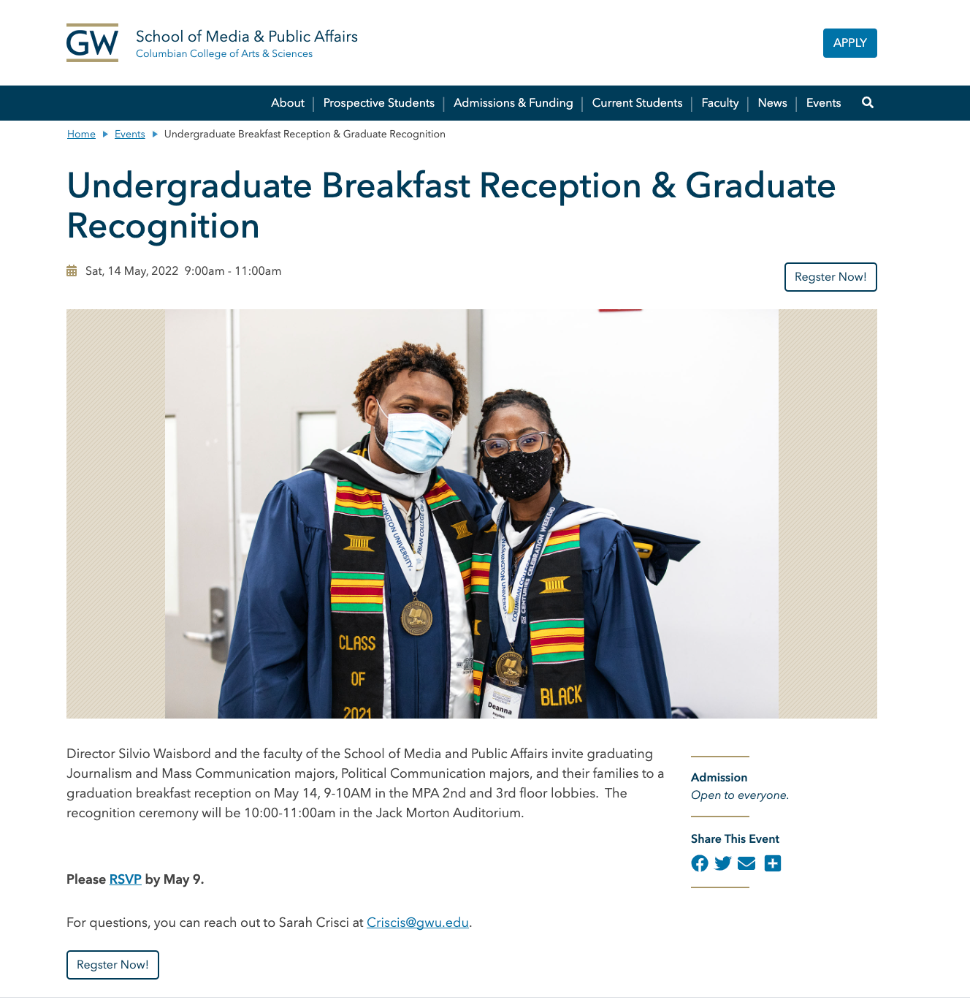 GW
School of Media & Public Affairs
Columbian College of Arts & Sciences
APPLY
About
Prospective Students
Admissions & Funding
Current Students
Faculty
News
Events
Home
Events
Undergraduate Breakfast Reception & Graduate Recognition
Undergraduate Breakfast Reception & Graduate
Recognition
Sat, 14 May, 2022 9:00am - 11:00am
Regster Now!
CLASS
OF
2021
BLACK
Deanna
WASHINGTON UNIVERSITY
CENTURIES CELEBRATION WEEKEND
Director Silvio Waisbord and the faculty of the School of Media and Public Affairs invite graduating
Journalism and Mass Communication majors, Political Communication majors, and their families to a
graduation breakfast reception on May 14, 9-10AM in the MPA 2nd and 3rd floor lobbies.  The
recognition ceremony will be 10:00-11:00am in the Jack Morton Auditorium.
Please RSVP by May 9.
For questions, you can reach out to Sarah Crisci at Criscis@gwu.edu.
Regster Now!
Admission
Open to everyone.
Share This Event